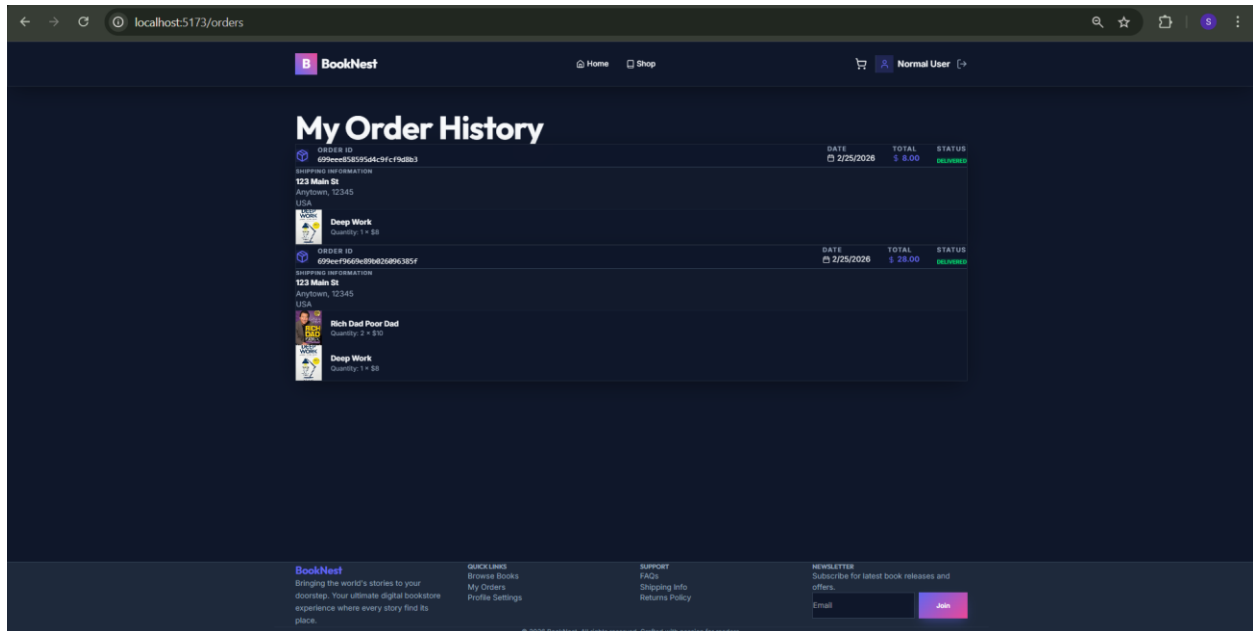 localhost:5173/orders
S
B BookNest
Home
Shop
Normal User
My Order History
ORDER ID
699eee858595d4c9fcf9d8b3
DATE
2/25/2026
TOTAL
$ 8.00
STATUS
DELIVERED
SHIPPING INFORMATION
123 Main St
Anytown, 12345
USA
DEEP
WORK
Deep Work
Quantity: 1 × $8
ORDER ID
699eef9669e89b026096385f
DATE
2/25/2026
TOTAL
$ 28.00
STATUS
DELIVERED
SHIPPING INFORMATION
123 Main St
Anytown, 12345
USA
RICH
DAD
Rich Dad Poor Dad
Quantity: 2 × $10
WORK
Deep Work
Quantity: 1 × $8
BookNest
Bringing the world's stories to your
doorstep. Your ultimate digital bookstore
experience where every story find its
place.
QUICK LINKS
Browse Books
My Orders
Profile Settings
SUPPORT
FAQs
Shipping Info
Returns Policy
NEWSLETTER
Subscribe for latest book releases and
offers.
Email
Join